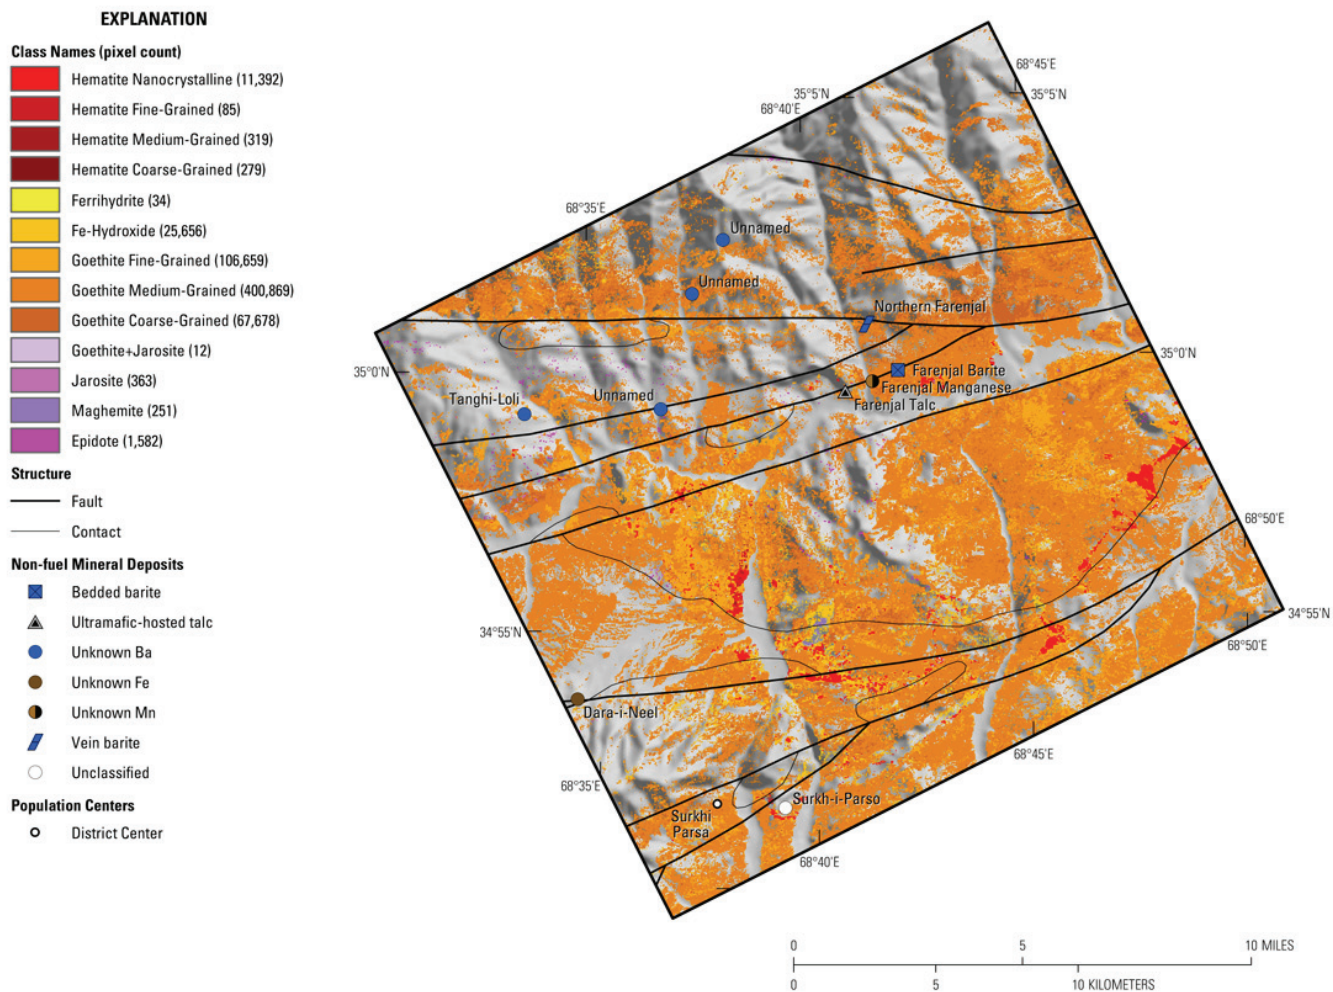 EXPLANATION
Class Names (pixel count)
Hematite Nanocrystalline (11,392)
Hematite Fine-Grained (85)
Hematite Medium-Grained (319)
Hematite Coarse-Grained (279)
Ferrihydrite (34)
Fe-Hydroxide (25,656)
Goethite Fine-Grained (106,659)
Goethite Medium-Grained (400,869)
Goethite Coarse-Grained (67,678)
Goethite+Jarosite (12)
Jarosite (363)
Maghemite (251)
Epidote (1,582)
Structure
Fault
Contact
Non-fuel Mineral Deposits
Bedded barite
Ultramafic-hosted talc
Unknown Ba
Unknown Fe
Unknown Mn
Vein barite
Unclassified
Population Centers
District Center
68°45'E
35°5'N
35°5'N
68°40'E
68°35'E
Unnamed
Unnamed
Northern Farenjal
35°0'N
35°0'N
Farenjal Barite
Farenjal Manganese
Farenjal Talc
Unnamed
Tanghi-Loli
68°50'E
34°55'N
34°55'N
68°50'E
Dara-i-Neel
68°45'E
68°35'E
Surkh-i-Parso
Surkhi
Parsa
68°40'E
0 5 10 MILES
0 5 10 KILOMETERS